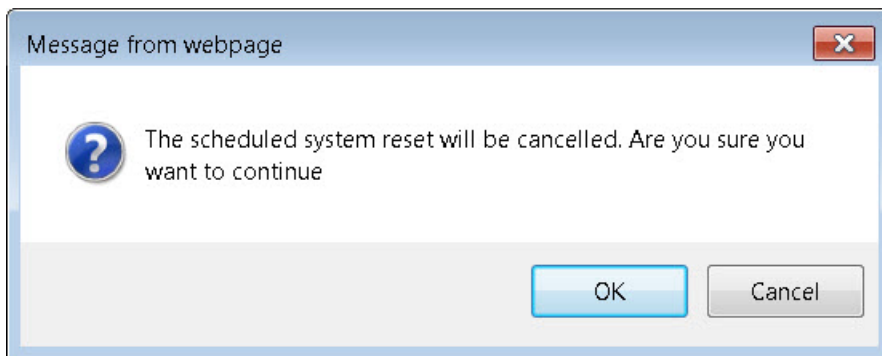 Message from webpage
The scheduled system reset will be cancelled. Are you sure you
want to continue
OK
Cancel